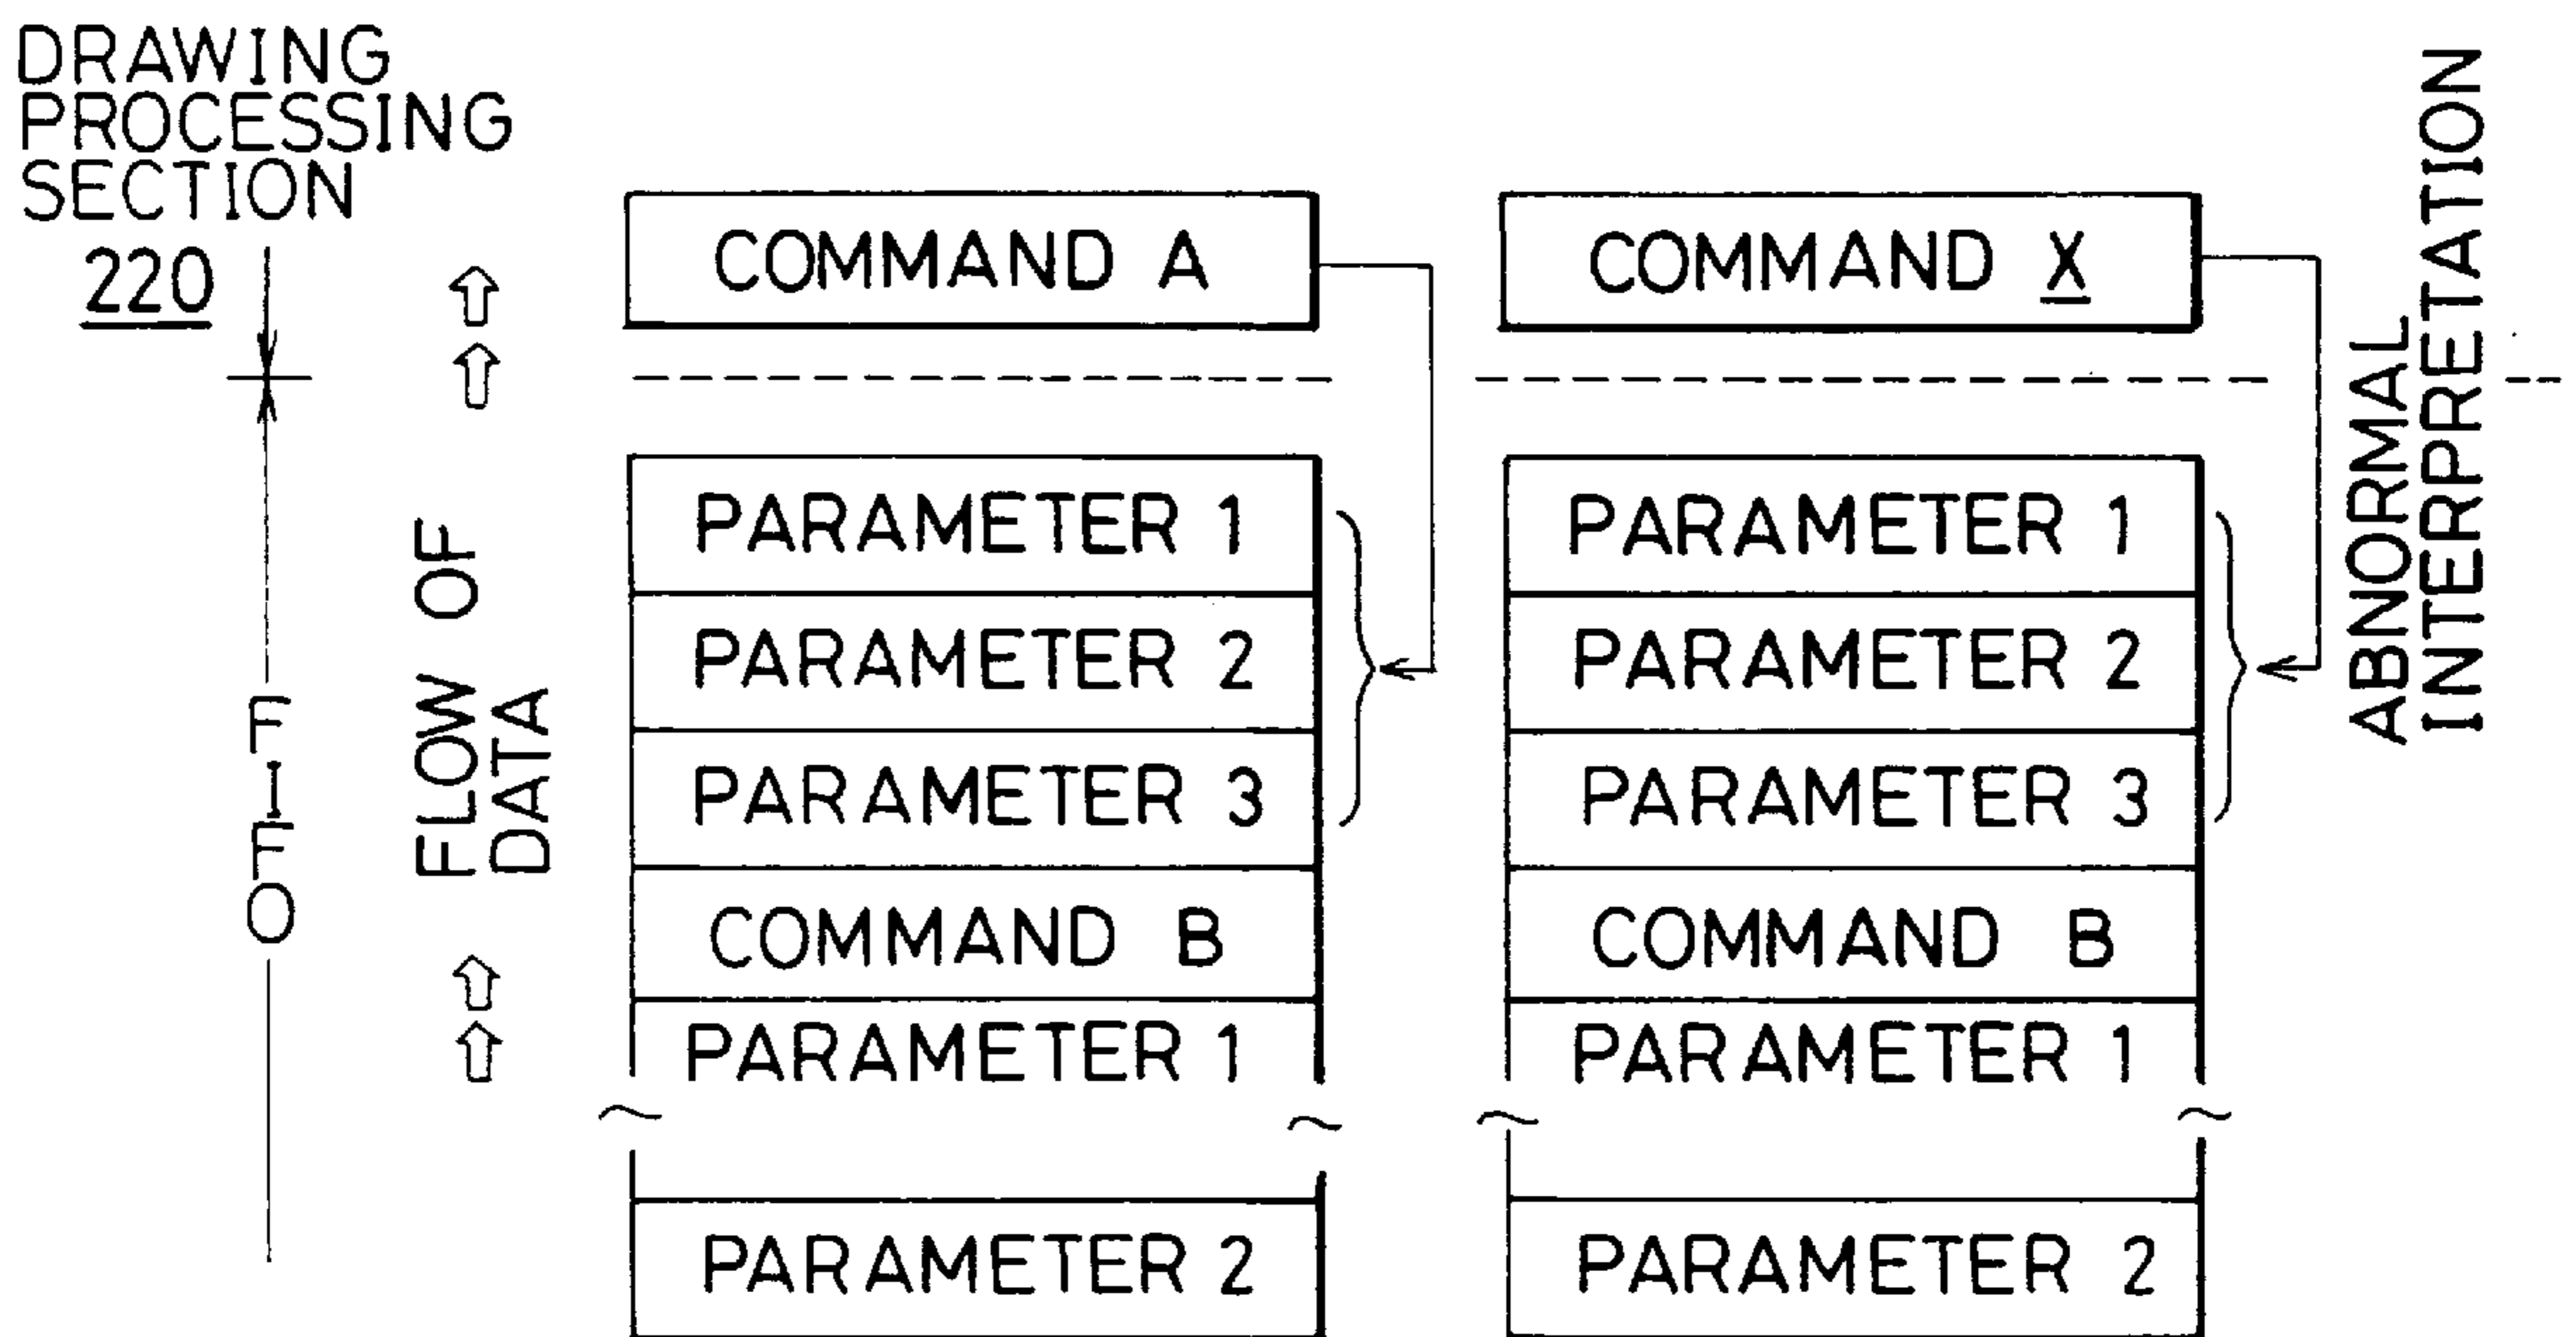 DRAWING
PROCESSING
SECTION
220
FIFO
FLOW OF
DATA
COMMAND A
PARAMETER 1
PARAMETER 2
PARAMETER 3
COMMAND B
PARAMETER 1
PARAMETER 2
COMMAND X
PARAMETER 1
PARAMETER 2
PARAMETER 3
COMMAND B
PARAMETER 1
PARAMETER 2
ABNORMAL
INTERPRETATION